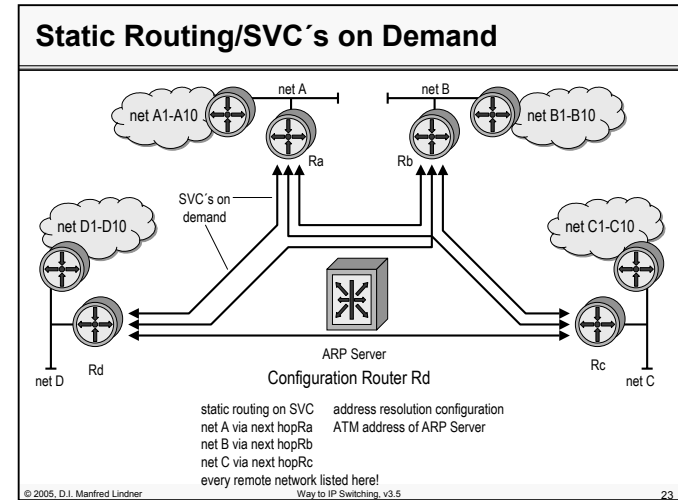 Static Routing/SVC´s on Demand
net A
net B
net A1-A10
net B1-B10
Ra
Rb
SVC´s on
demand
net D1-D10
net C1-C10
ARP Server
Rd
Rc
net D
net C
Configuration Router Rd
static routing on SVC address resolution configuration
net A via next hopRa ATM address of ARP Server
net B via next hopRb
net C via next hopRc
every remote network listed here!
© 2005, D.I. Manfred Lindner Way to IP Switching, v3.5 23